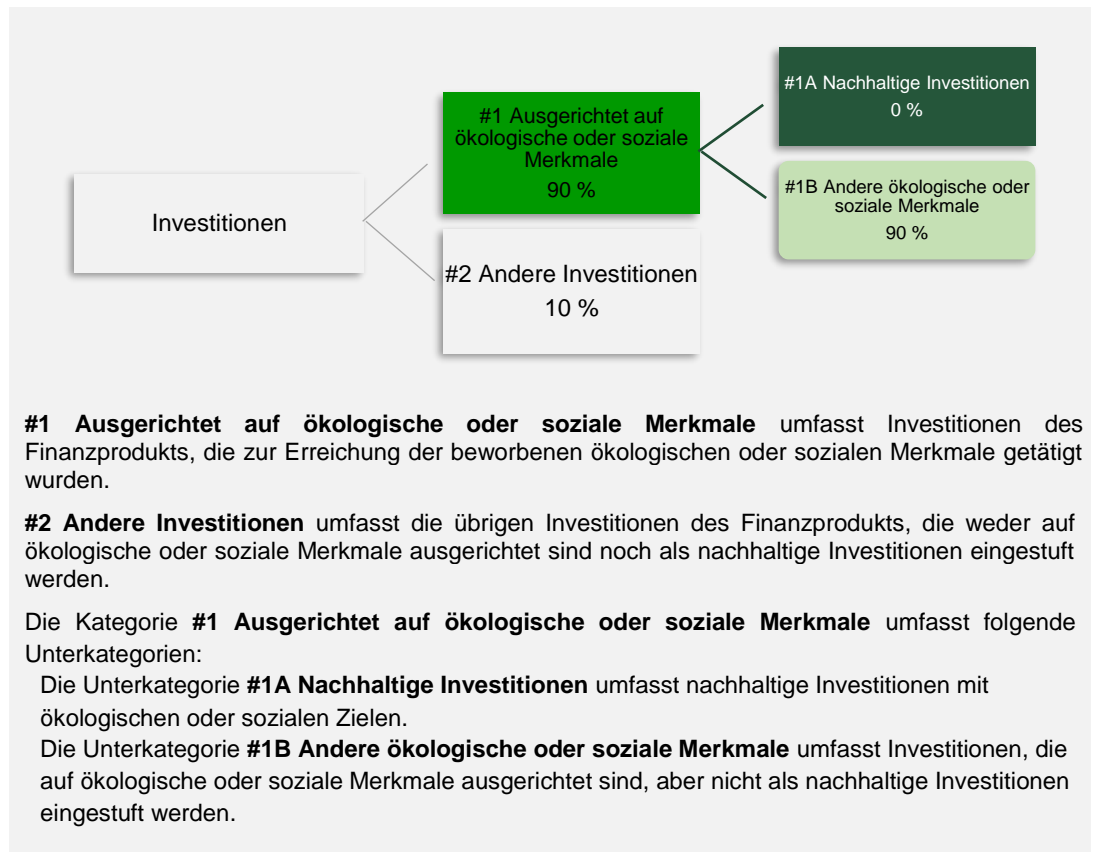 Investitionen
#1 Ausgerichtet auf
ökologische oder soziale
Merkmale
90 %
#2 Andere Investitionen
10 %
#1A Nachhaltige Investitionen
0 %
#1B Andere ökologische oder
soziale Merkmale
90 %
#1 Ausgerichtet auf ökologische oder soziale Merkmale umfasst Investitionen des
Finanzprodukts, die zur Erreichung der beworbenen ökologischen oder sozialen Merkmale getätigt
wurden.
#2 Andere Investitionen umfasst die übrigen Investitionen des Finanzprodukts, die weder auf
ökologische oder soziale Merkmale ausgerichtet sind noch als nachhaltige Investitionen eingestuft
werden.
Die Kategorie #1 Ausgerichtet auf ökologische oder soziale Merkmale umfasst folgende
Unterkategorien:
Die Unterkategorie #1A Nachhaltige Investitionen umfasst nachhaltige Investitionen mit
ökologischen oder sozialen Zielen.
Die Unterkategorie #1B Andere ökologische oder soziale Merkmale umfasst Investitionen, die
auf ökologische oder soziale Merkmale ausgerichtet sind, aber nicht als nachhaltige Investitionen
eingestuft werden.